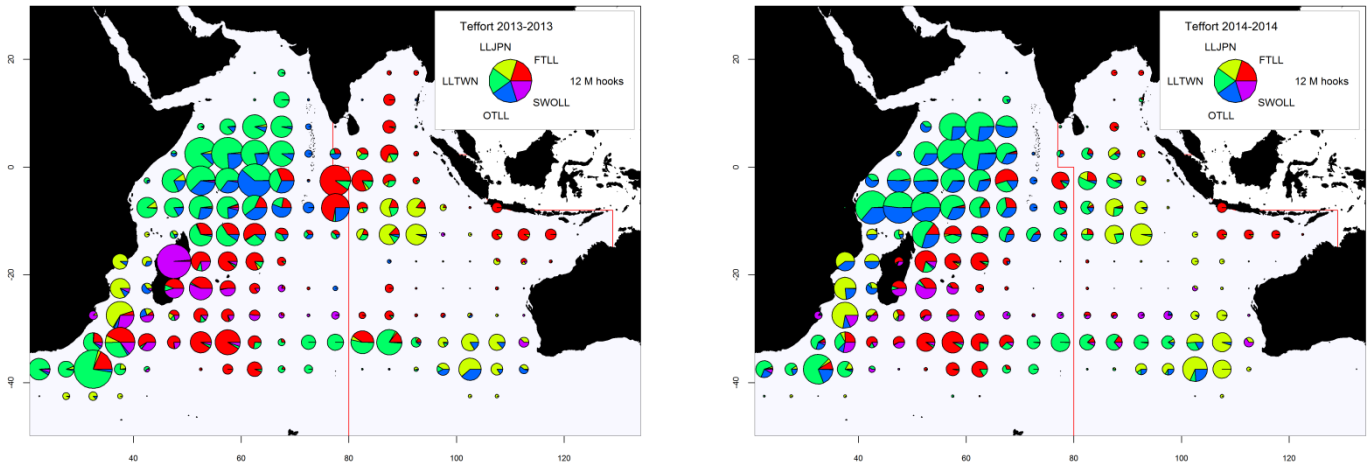 Teffort 2013-2013
LLJPN
FTLL
LLTWN
12 M hooks
SWOLL
OTLL
20
0
-20
-40
40
60
80
100
120
Teffort 2014-2014
LLJPN
FTLL
LLTWN
12 M hooks
SWOLL
OTLL
20
0
-20
-40
40
60
80
100
120